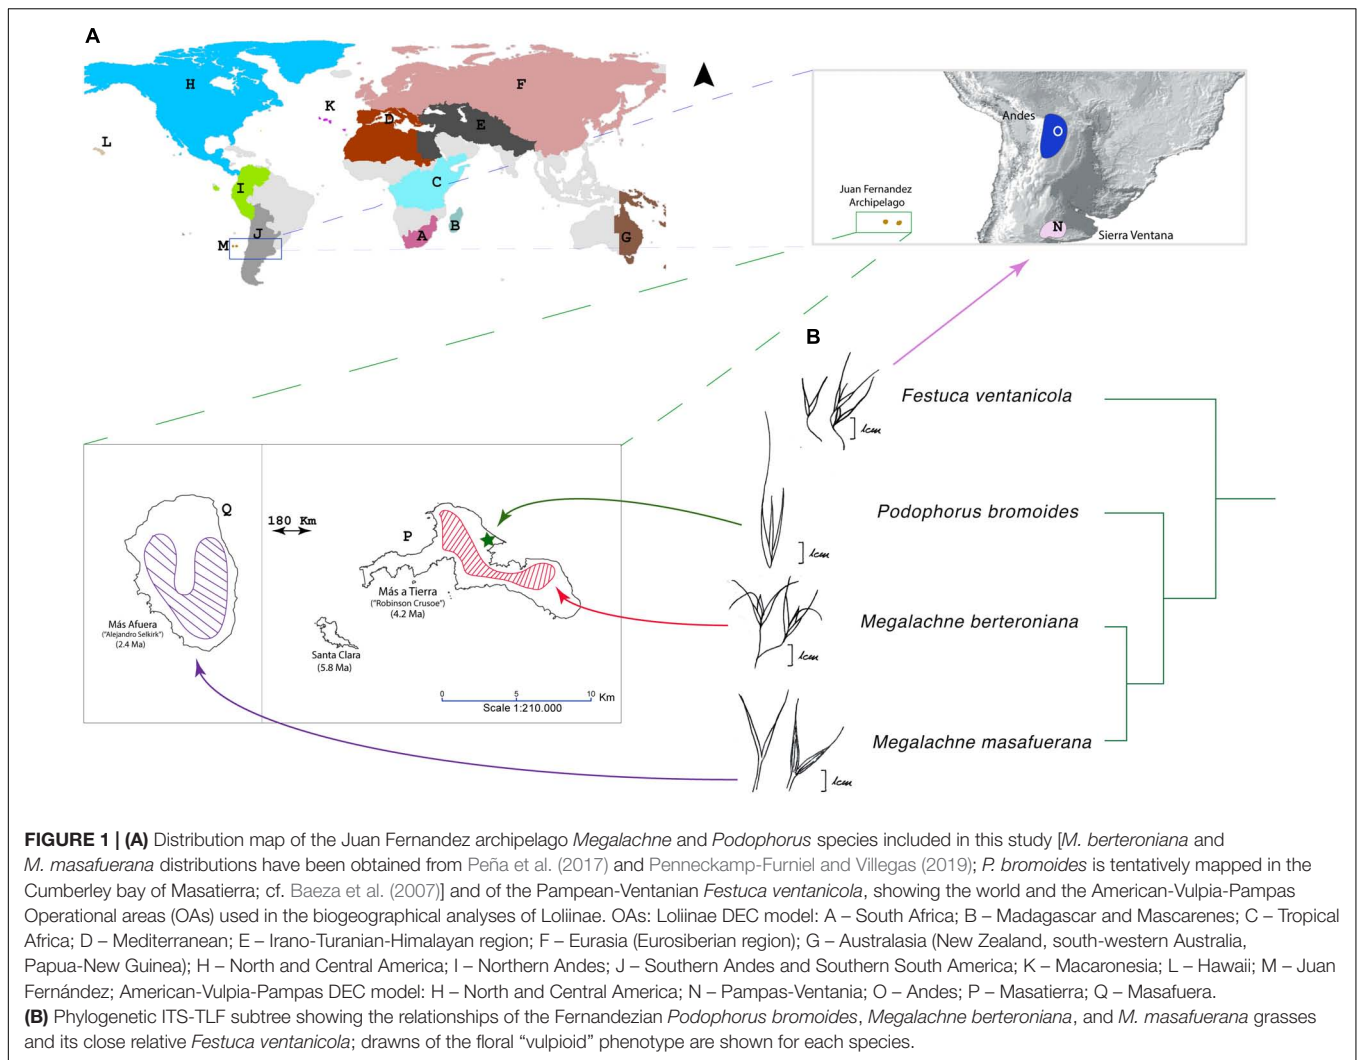 A
H
F
K
D
E
L
C
I
B
A
J
M
G
Andes
O
Juan Fernandez
Archipelago
N
Sierra Ventana
B
Festuca ventanicola
1cm
Podophorus bromoides
1cm
Megalachne berteroniana
1cm
Megalachne masafuerana
1cm
Q
180 Km
P
Más a Tierra
("Robinson Crusoe")
(4.2 Ma)
Más Afuera
("Alejandro Selkirk")
(2.4 Ma)
Santa Clara
(5.8 Ma)
0 5 10 Km
Scale 1:210.000
FIGURE 1 | (A) Distribution map of the Juan Fernandez archipelago Megalachne and Podophorus species included in this study [M. berteroniana and
M. masafuerana distributions have been obtained from Peña et al. (2017) and Penneckamp-Furniel and Villegas (2019); P. bromoides is tentatively mapped in the
Cumberley bay of Masatierra; cf. Baeza et al. (2007)] and of the Pampean-Ventanian Festuca ventanicola, showing the world and the American-Vulpia-Pampas
Operational areas (OAs) used in the biogeographical analyses of Loliinae. OAs: Loliinae DEC model: A – South Africa; B – Madagascar and Mascarenes; C – Tropical
Africa; D – Mediterranean; E – Irano-Turanian-Himalayan region; F – Eurasia (Eurosiberian region); G – Australasia (New Zealand, south-western Australia,
Papua-New Guinea); H – North and Central America; I – Northern Andes; J – Southern Andes and Southern South America; K – Macaronesia; L – Hawaii; M – Juan
Fernández; American-Vulpia-Pampas DEC model: H – North and Central America; N – Pampas-Ventania; O – Andes; P – Masatierra; Q – Masafuera.
(B) Phylogenetic ITS-TLF subtree showing the relationships of the Fernandezian Podophorus bromoides, Megalachne berteroniana, and M. masafuerana grasses
and its close relative Festuca ventanicola; drawns of the floral “vulpioid” phenotype are shown for each species.